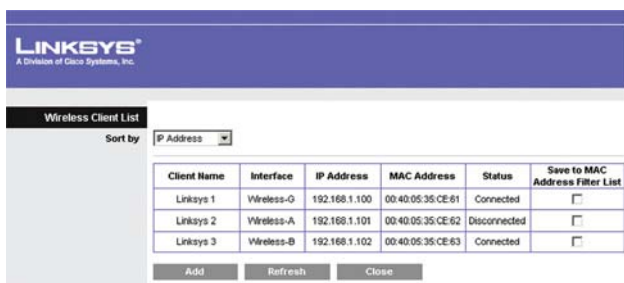 LINKSYS®
A Division of Cisco Systems, Inc.
Wireless Client List
Sort by IP Address
Client Name Interface IP Address MAC Address Status Save to MAC Address Filter List
Linksys 1 Wireless-G 192.168.1.100 00:40:05:35:CE:61 Connected
Linksys 2 Wireless-A 192.168.1.101 00:40:05:35:CE:62 Disconnected
Linksys 3 Wireless-B 192.168.1.102 00:40:05:35:CE:63 Connected
Add Refresh Close